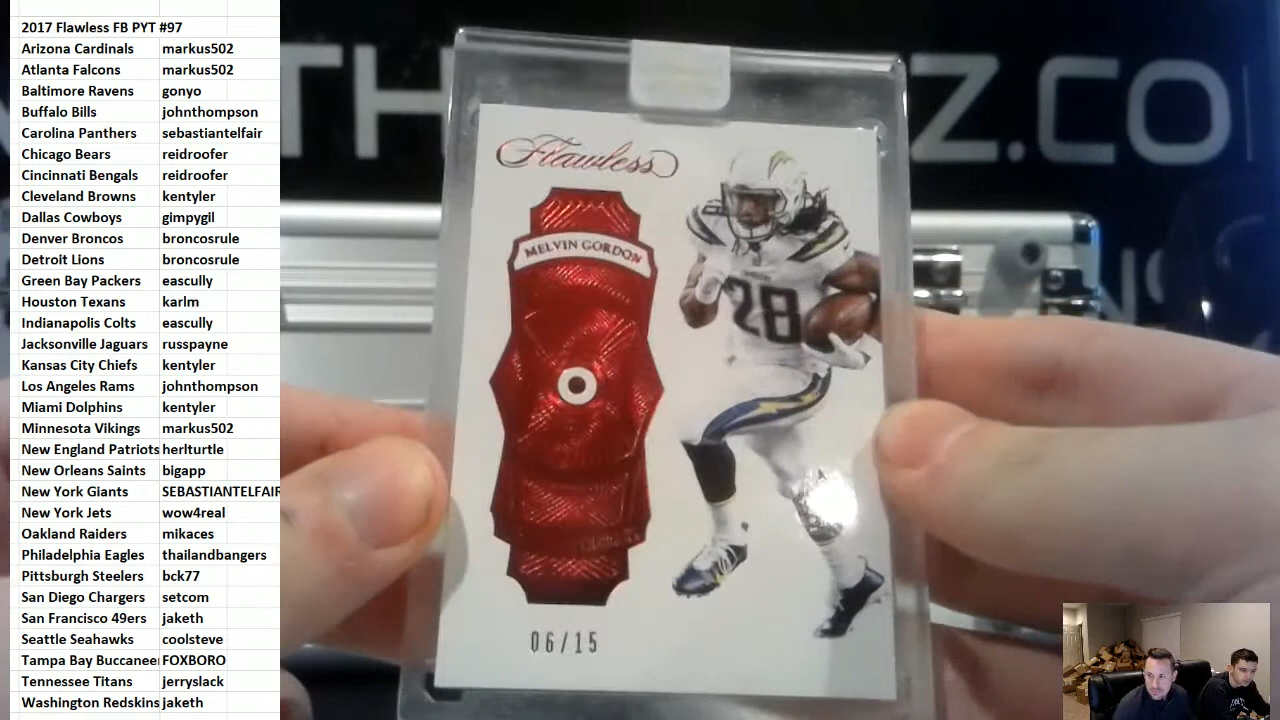 2017 Flawless FB PYT #97
Arizona Cardinals markus502
Atlanta Falcons markus502
Baltimore Ravens gonyo
Buffalo Bills johnthompson
Carolina Panthers sebastiantelfair
Chicago Bears reidroofer
Cincinnati Bengals reidroofer
Cleveland Browns kentyler
Dallas Cowboys gimpygil
Denver Broncos broncosrule
Detroit Lions broncosrule
Green Bay Packers eascully
Houston Texans karlm
Indianapolis Colts eascully
Jacksonville Jaguars russpayne
Kansas City Chiefs kentyler
Los Angeles Rams johnthompson
Miami Dolphins kentyler
Minnesota Vikings markus502
New England Patriots herlturtle
New Orleans Saints bigapp
New York Giants SEBASTIANTELFAIR
New York Jets wow4real
Oakland Raiders mikaces
Philadelphia Eagles thailandbangers
Pittsburgh Steelers bck77
San Diego Chargers setcom
San Francisco 49ers jaketh
Seattle Seahawks coolsteve
Tampa Bay Buccanee FOXBORO
Tennessee Titans jerryslack
Washington Redskins jaketh
TH Z.CO
Flawless
MELVIN GORDON
28
06/15